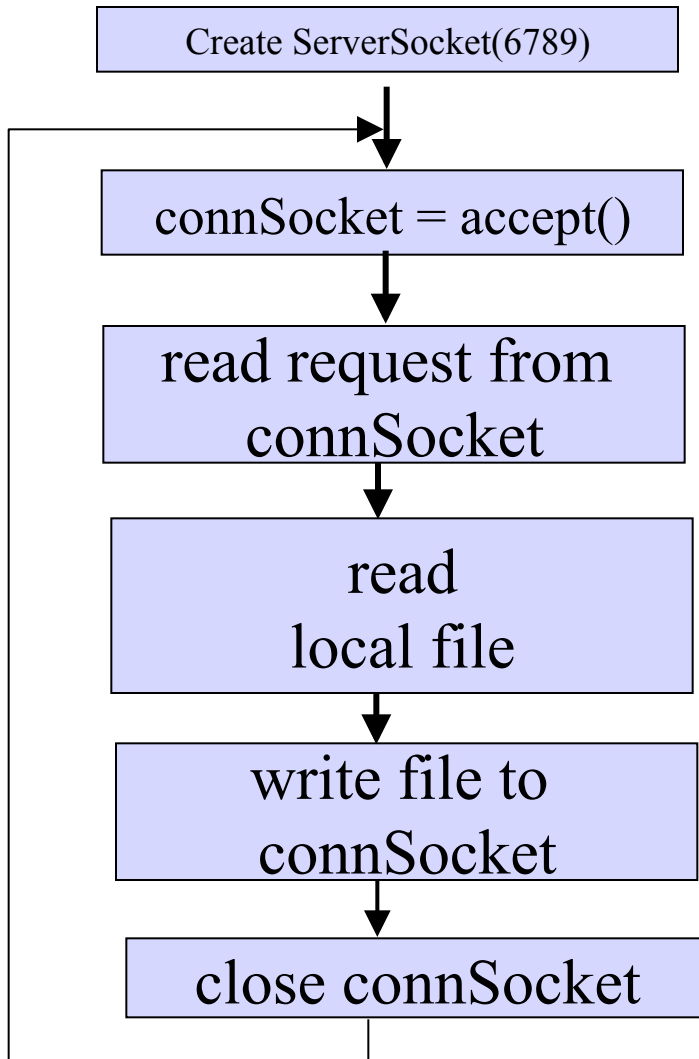 Create ServerSocket(6789)
connSocket = accept()
read request from
connSocket
read
local file
write file to
connSocket
close connSocket